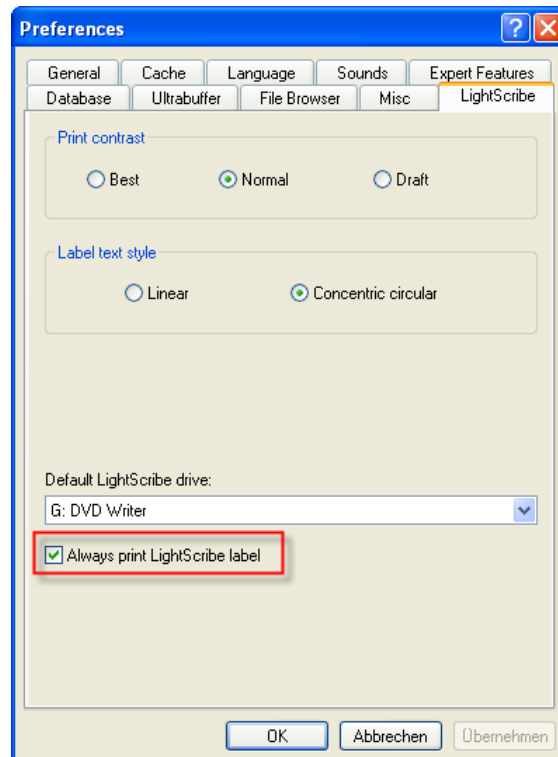 Preferences
General Cache Language Sounds Expert Features
Database Ultrabuffer File Browser Misc LightScribe
Print contrast
Best Normal Draft
Label text style
Linear Concentric circular
Default LightScribe drive:
G: DVD Writer
Always print LightScribe label
OK Abbrechen Übernehmen